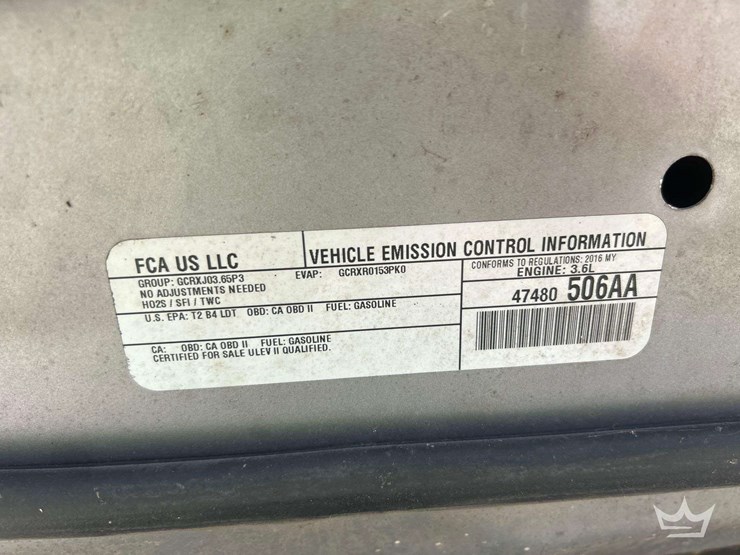 FCA US LLC
VEHICLE EMISSION CONTROL INFORMATION
GROUP: GCRXJ03.65P3 EVAP: GCRXR0153PK0
NO ADJUSTMENTS NEEDED
HO2S / SFI / TWC
CONFORMS TO REGULATIONS: 2016 MY
ENGINE: 3.6L
U.S. EPA: T2 B4 LDT OBD: CA OBD II FUEL: GASOLINE
47480 506AA
CA: OBD: CA OBD II FUEL: GASOLINE
CERTIFIED FOR SALE ULEV II QUALIFIED.